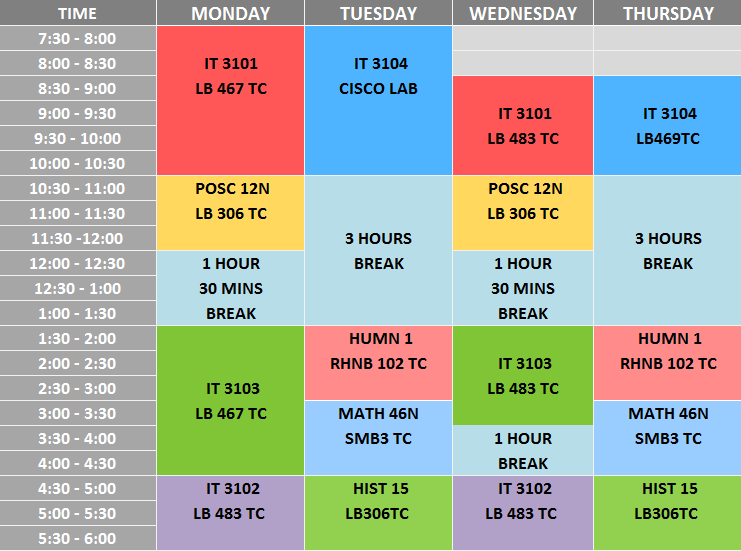 TIME MONDAY TUESDAY WEDNESDAY THURSDAY
7:30 - 8:00
8:00 - 8:30 IT 3101 IT 3104
8:30 - 9:00 LB 467 TC CISCO LAB
9:00 - 9:30 IT 3101 IT 3104
9:30 - 10:00 LB 483 TC LB469TC
10:00 - 10:30
10:30 - 11:00 POSC 12N POSC 12N
11:00 - 11:30 LB 306 TC LB 306 TC
11:30 -12:00 3 HOURS 3 HOURS
12:00 - 12:30 1 HOUR BREAK 1 HOUR BREAK
12:30 - 1:00 30 MINS 30 MINS
1:00 - 1:30 BREAK BREAK
1:30 - 2:00 HUMN 1 HUMN 1
2:00 - 2:30 RHNB 102 TC IT 3103 RHNB 102 TC
2:30 - 3:00 IT 3103 LB 483 TC
3:00 - 3:30 LB 467 TC MATH 46N MATH 46N
3:30 - 4:00 SMB3 TC 1 HOUR SMB3 TC
4:00 - 4:30 BREAK
4:30 - 5:00 IT 3102 HIST 15 IT 3102 HIST 15
5:00 - 5:30 LB 483 TC LB306TC LB 483 TC LB306TC
5:30 - 6:00